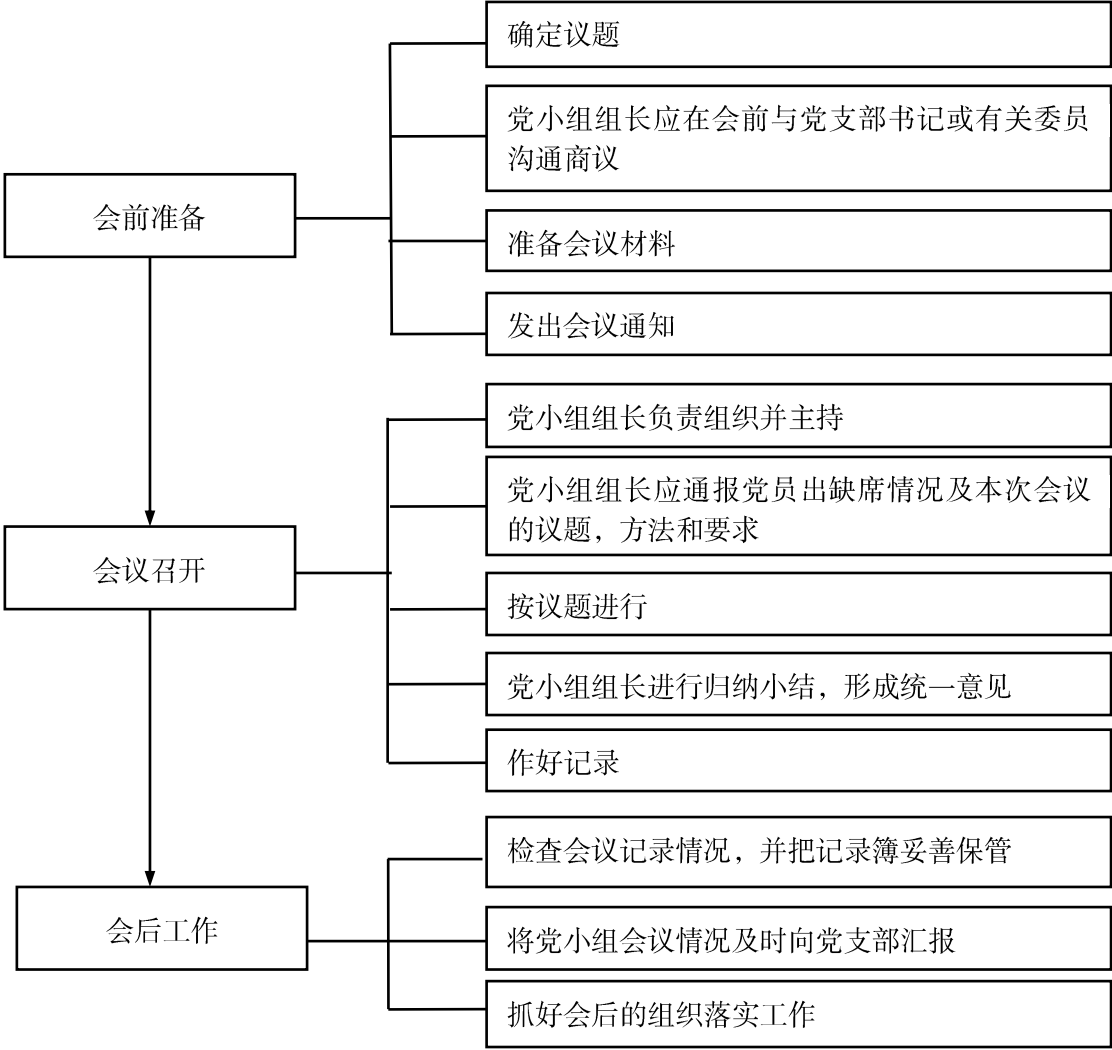 确定议题
党小组组长应在会前与党支部书记或有关委员
沟通商议
会前准备
准备会议材料
发出会议通知
党小组组长负责组织并主持
党小组组长应通报党员出缺席情况及本次会议
的议题，方法和要求
会议召开
按议题进行
党小组组长进行归纳小结，形成统一意见
作好记录
检查会议记录情况，并把记录簿妥善保管
会后工作
将党小组会议情况及时向党支部汇报
抓好会后的组织落实工作